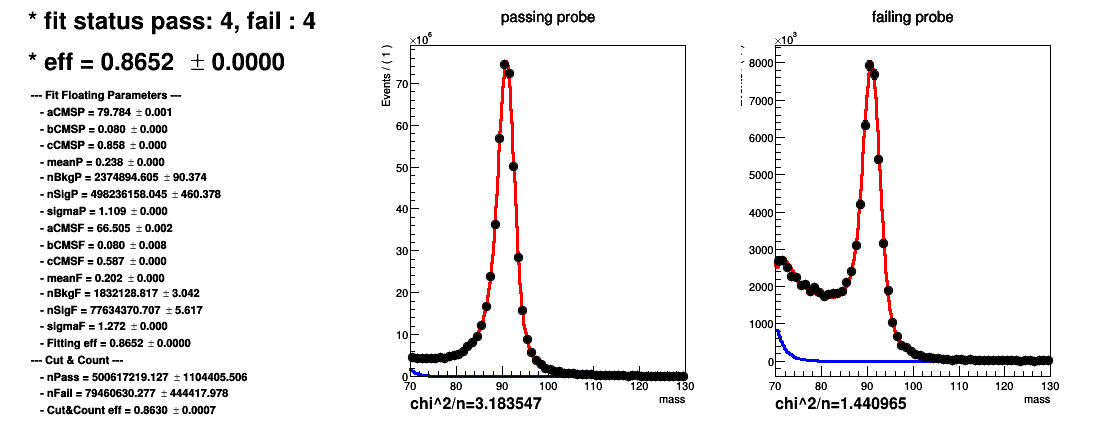 * fit status pass: 4, fail : 4
* eff = 0.8652 ± 0.0000
--- Fit Floating Parameters ---
- aCMSP = 79.784 ± 0.001
- bCMSP = 0.080 ± 0.000
- cCMSP = 0.858 ± 0.000
- meanP = 0.238 ± 0.000
- nBkgP = 2374894.605 ± 90.374
- nSigP = 498236158.045 ± 460.378
- sigmaP = 1.109 ± 0.000
- aCMSF = 66.505 ± 0.002
- bCMSF = 0.080 ± 0.008
- cCMSF = 0.587 ± 0.000
- meanF = 0.202 ± 0.000
- nBkgF = 1832128.817 ± 3.042
- nSigF = 77634370.707 ± 5.617
- sigmaF = 1.272 ± 0.000
- Fitting eff = 0.8652 ± 0.0000
--- Cut & Count ---
- nPass = 500617219.127 ± 1104405.506
- nFail = 79460630.277 ± 444417.978
- Cut&Count eff = 0.8630 ± 0.0007
passing probe
×10^6
Events / ( 1 )
70
60
50
40
30
20
10
0
70 80 90 100 110 120 130
mass
chi^2/n=3.183547
failing probe
×10^3
8000
7000
6000
5000
4000
3000
2000
1000
0
70 80 90 100 110 120 130
mass
chi^2/n=1.440965